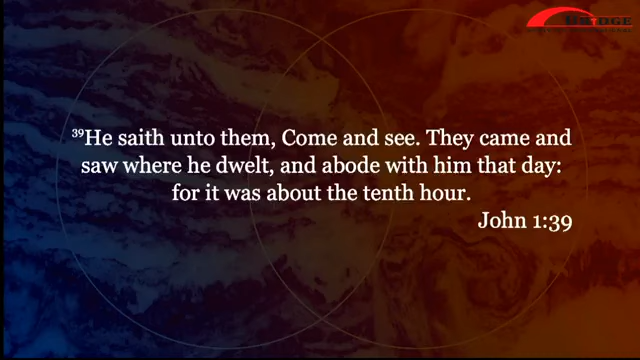 BRIDGE
³⁹He saith unto them, Come and see. They came and
saw where he dwelt, and abode with him that day:
for it was about the tenth hour.
John 1:39